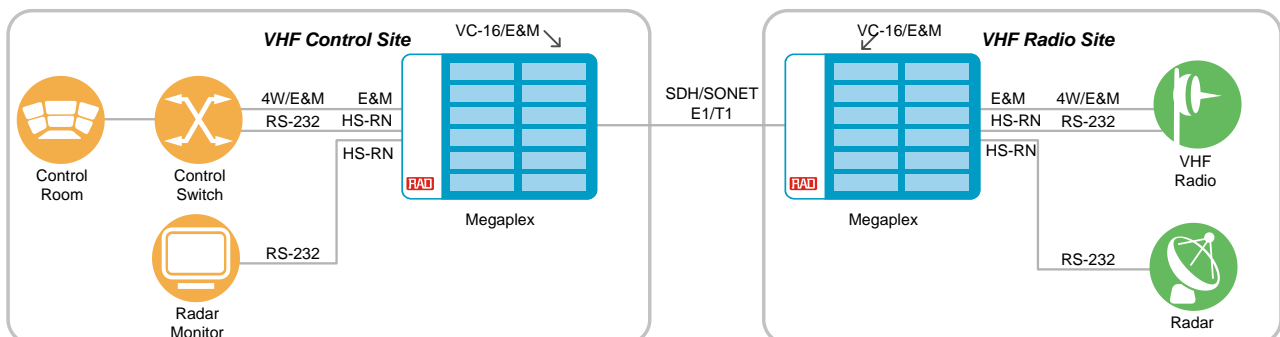 VHF Control Site
VC-16/E&M
4W/E&M
E&M
RS-232
HS-RN
HS-RN
Control
Room
Control
Switch
RAD
Megaplex
RS-232
Radar
Monitor
SDH/SONET
E1/T1
VC-16/E&M
VHF Radio Site
E&M
4W/E&M
HS-RN
RS-232
HS-RN
VHF
Radio
RAD
Megaplex
RS-232
Radar